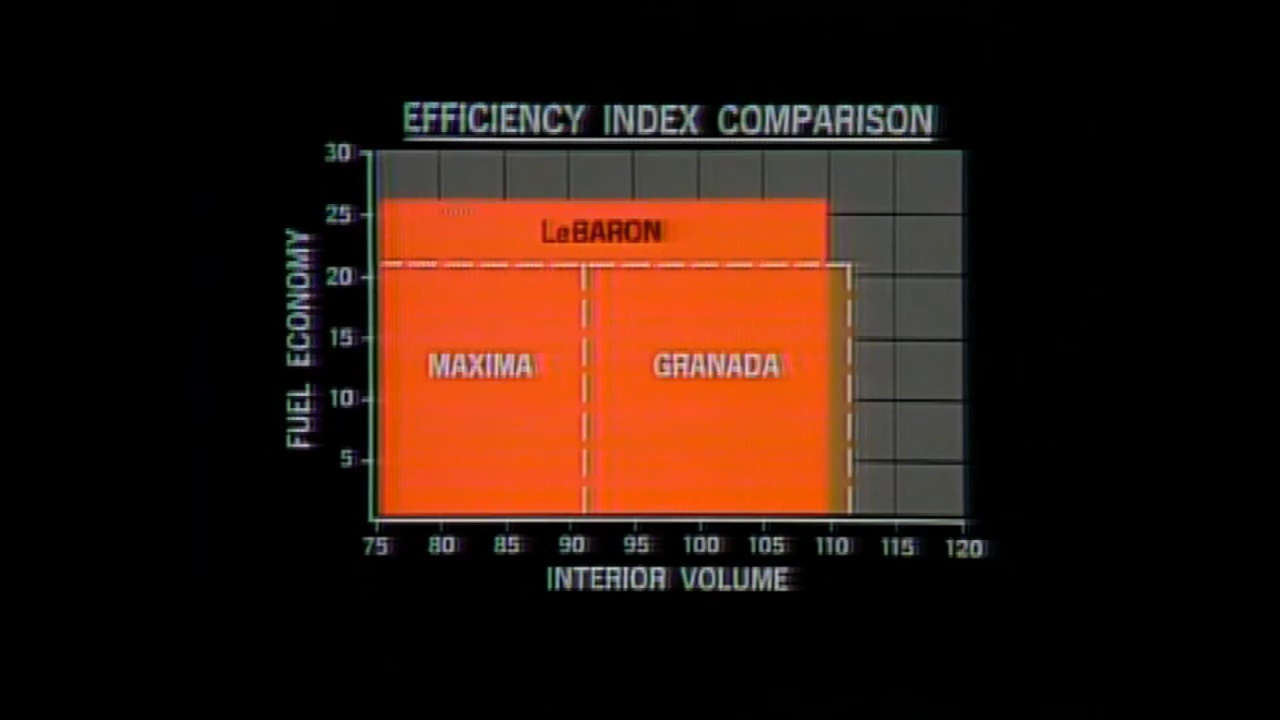 EFFICIENCY INDEX COMPARISON
30
25
20
15
10
5
FUEL ECONOMY
LeBARON
MAXIMA
GRANADA
75 80 85 90 95 100 105 110 115 120
INTERIOR VOLUME